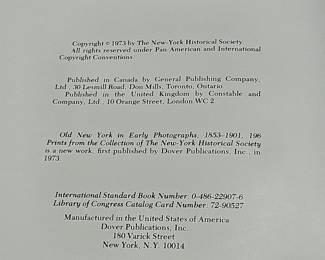 Copyright © 1973 by The New-York Historical Society.
All rights reserved under Pan American and International
Copyright Conventions.
Published in Canada by General Publishing Company,
Ltd., 30 Lesmill Road, Don Mills, Toronto, Ontario.
Published in the United Kingdom by Constable and
Company, Ltd., 10 Orange Street, London WC 2.
Old New York in Early Photographs, 1853-1901, 196
Prints from the Collection of The New-York Historical Society
is a new work, first published by Dover Publications, Inc., in
1973.
International Standard Book Number: 0-486-22907-6
Library of Congress Catalog Card Number: 72-90527
Manufactured in the United States of America
Dover Publications, Inc.
180 Varick Street
New York, N.Y. 10014